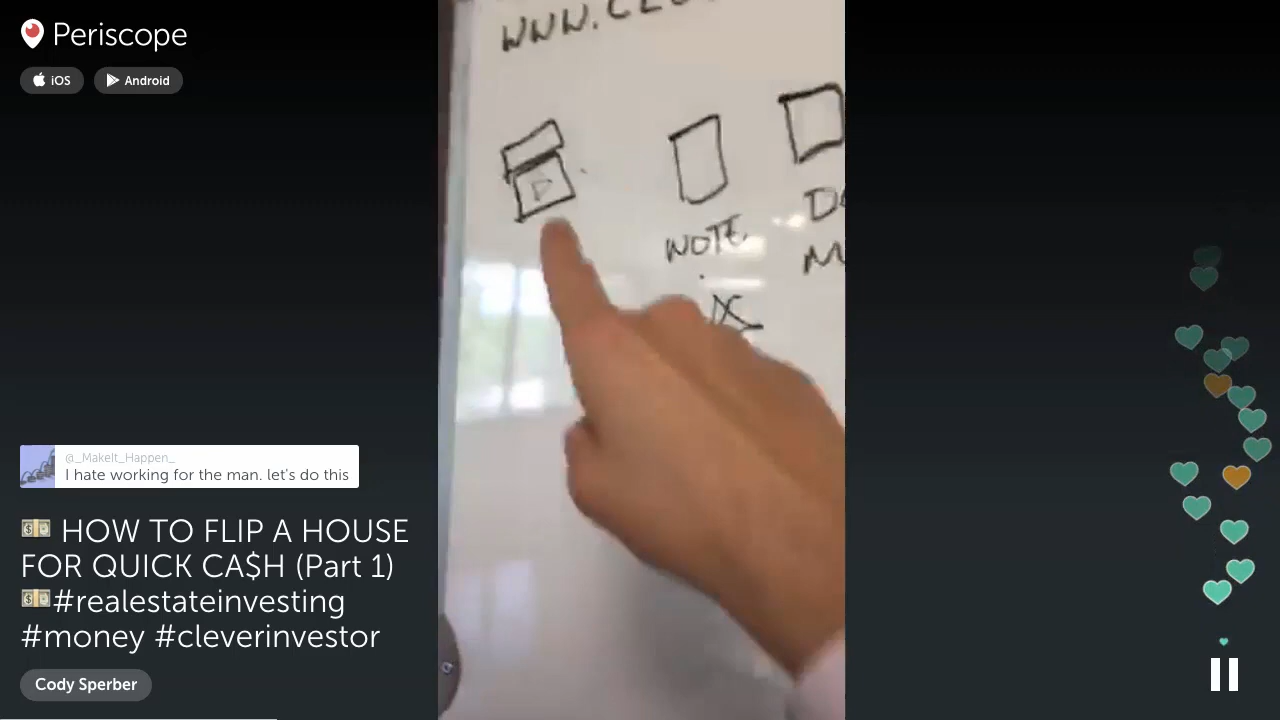 Periscope
iOS
Android
WWW.CL
NOTE
@_MakeIt_Happen_
I hate working for the man. let's do this
💵 HOW TO FLIP A HOUSE
FOR QUICK CA$H (Part 1)
💵#realestateinvesting
#money #cleverinvestor
Cody Sperber